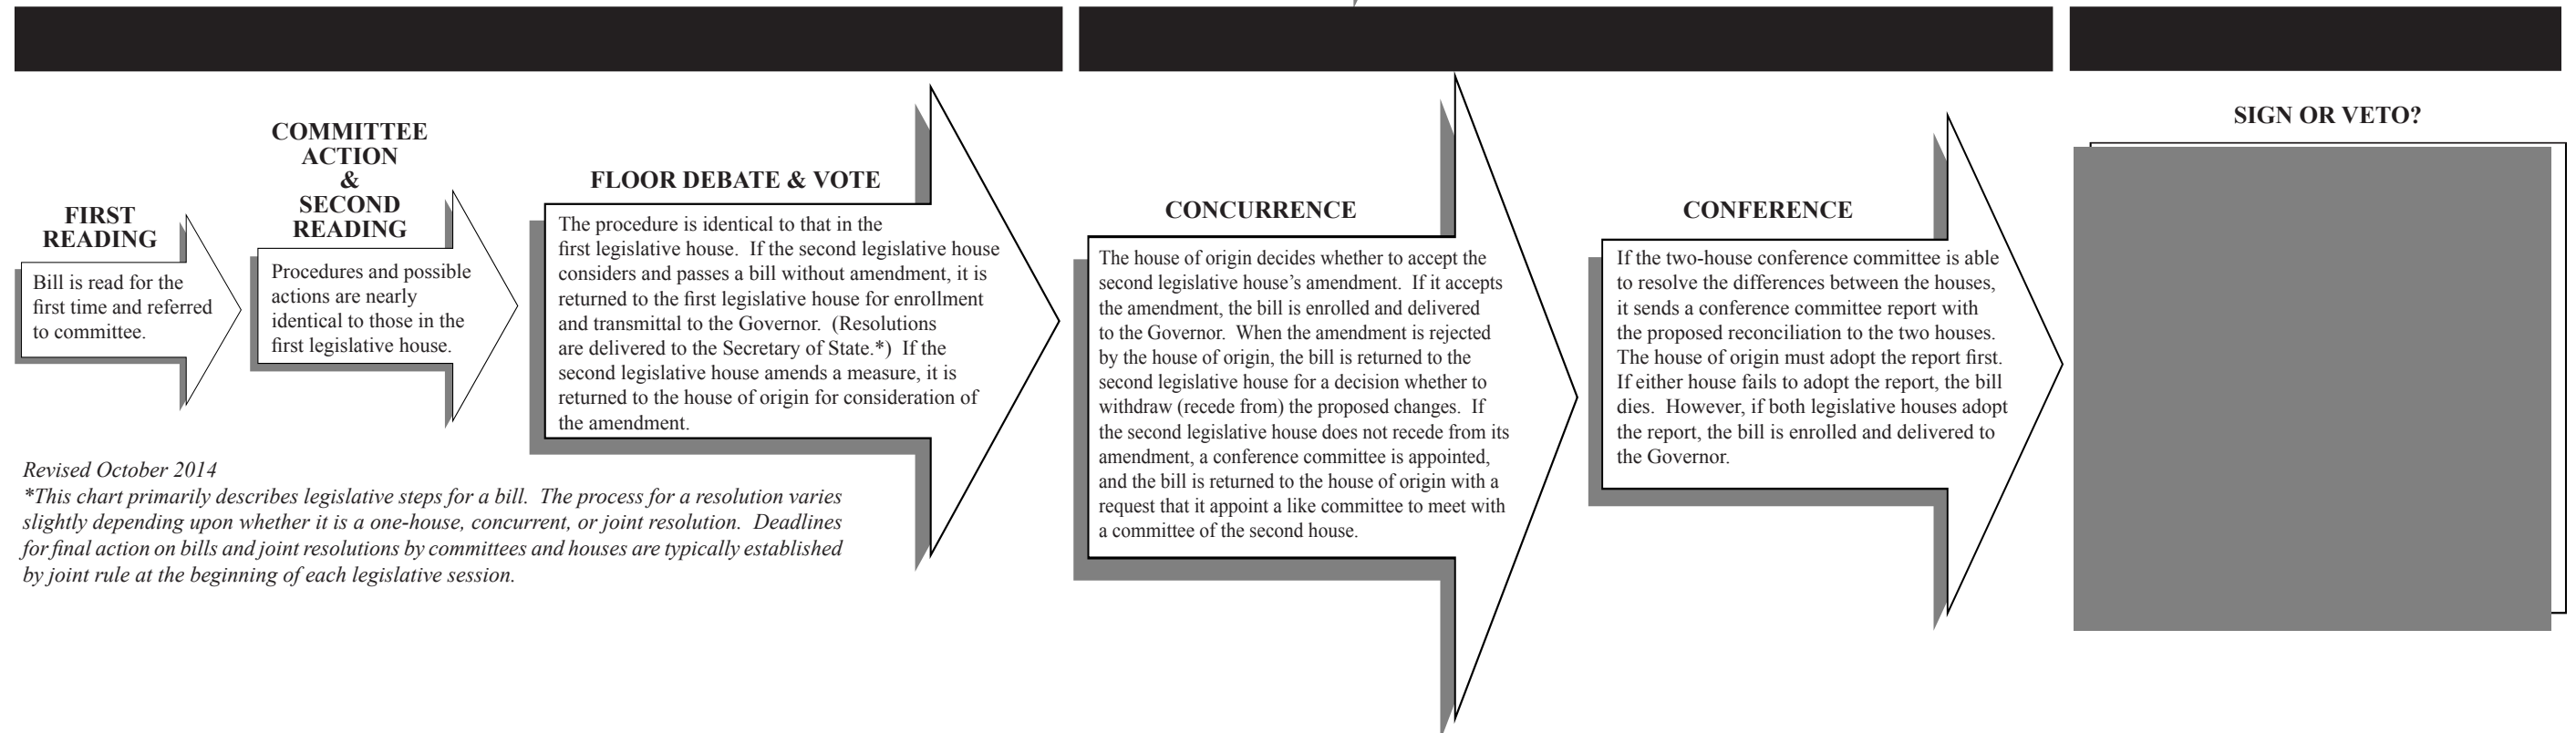 FIRST
READING
Bill is read for the
first time and referred
to committee.
COMMITTEE
ACTION
&
SECOND
READING
Procedures and possible
actions are nearly
identical to those in the
first legislative house.
FLOOR DEBATE & VOTE
The procedure is identical to that in the
first legislative house.  If the second legislative house
considers and passes a bill without amendment, it is
returned to the first legislative house for enrollment
and transmittal to the Governor.  (Resolutions
are delivered to the Secretary of State.*)  If the
second legislative house amends a measure, it is
returned to the house of origin for consideration of
the amendment.
Revised October 2014
*This chart primarily describes legislative steps for a bill.  The process for a resolution varies
slightly depending upon whether it is a one-house, concurrent, or joint resolution.  Deadlines
for final action on bills and joint resolutions by committees and houses are typically established
by joint rule at the beginning of each legislative session.
CONCURRENCE
The house of origin decides whether to accept the
second legislative house’s amendment.  If it accepts
the amendment, the bill is enrolled and delivered
to the Governor.  When the amendment is rejected
by the house of origin, the bill is returned to the
second legislative house for a decision whether to
withdraw (recede from) the proposed changes.  If
the second legislative house does not recede from its
amendment, a conference committee is appointed,
and the bill is returned to the house of origin with a
request that it appoint a like committee to meet with
a committee of the second house.
CONFERENCE
If the two-house conference committee is able
to resolve the differences between the houses,
it sends a conference committee report with
the proposed reconciliation to the two houses.
The house of origin must adopt the report first.
If either house fails to adopt the report, the bill
dies.  However, if both legislative houses adopt
the report, the bill is enrolled and delivered to
the Governor.
SIGN OR VETO?